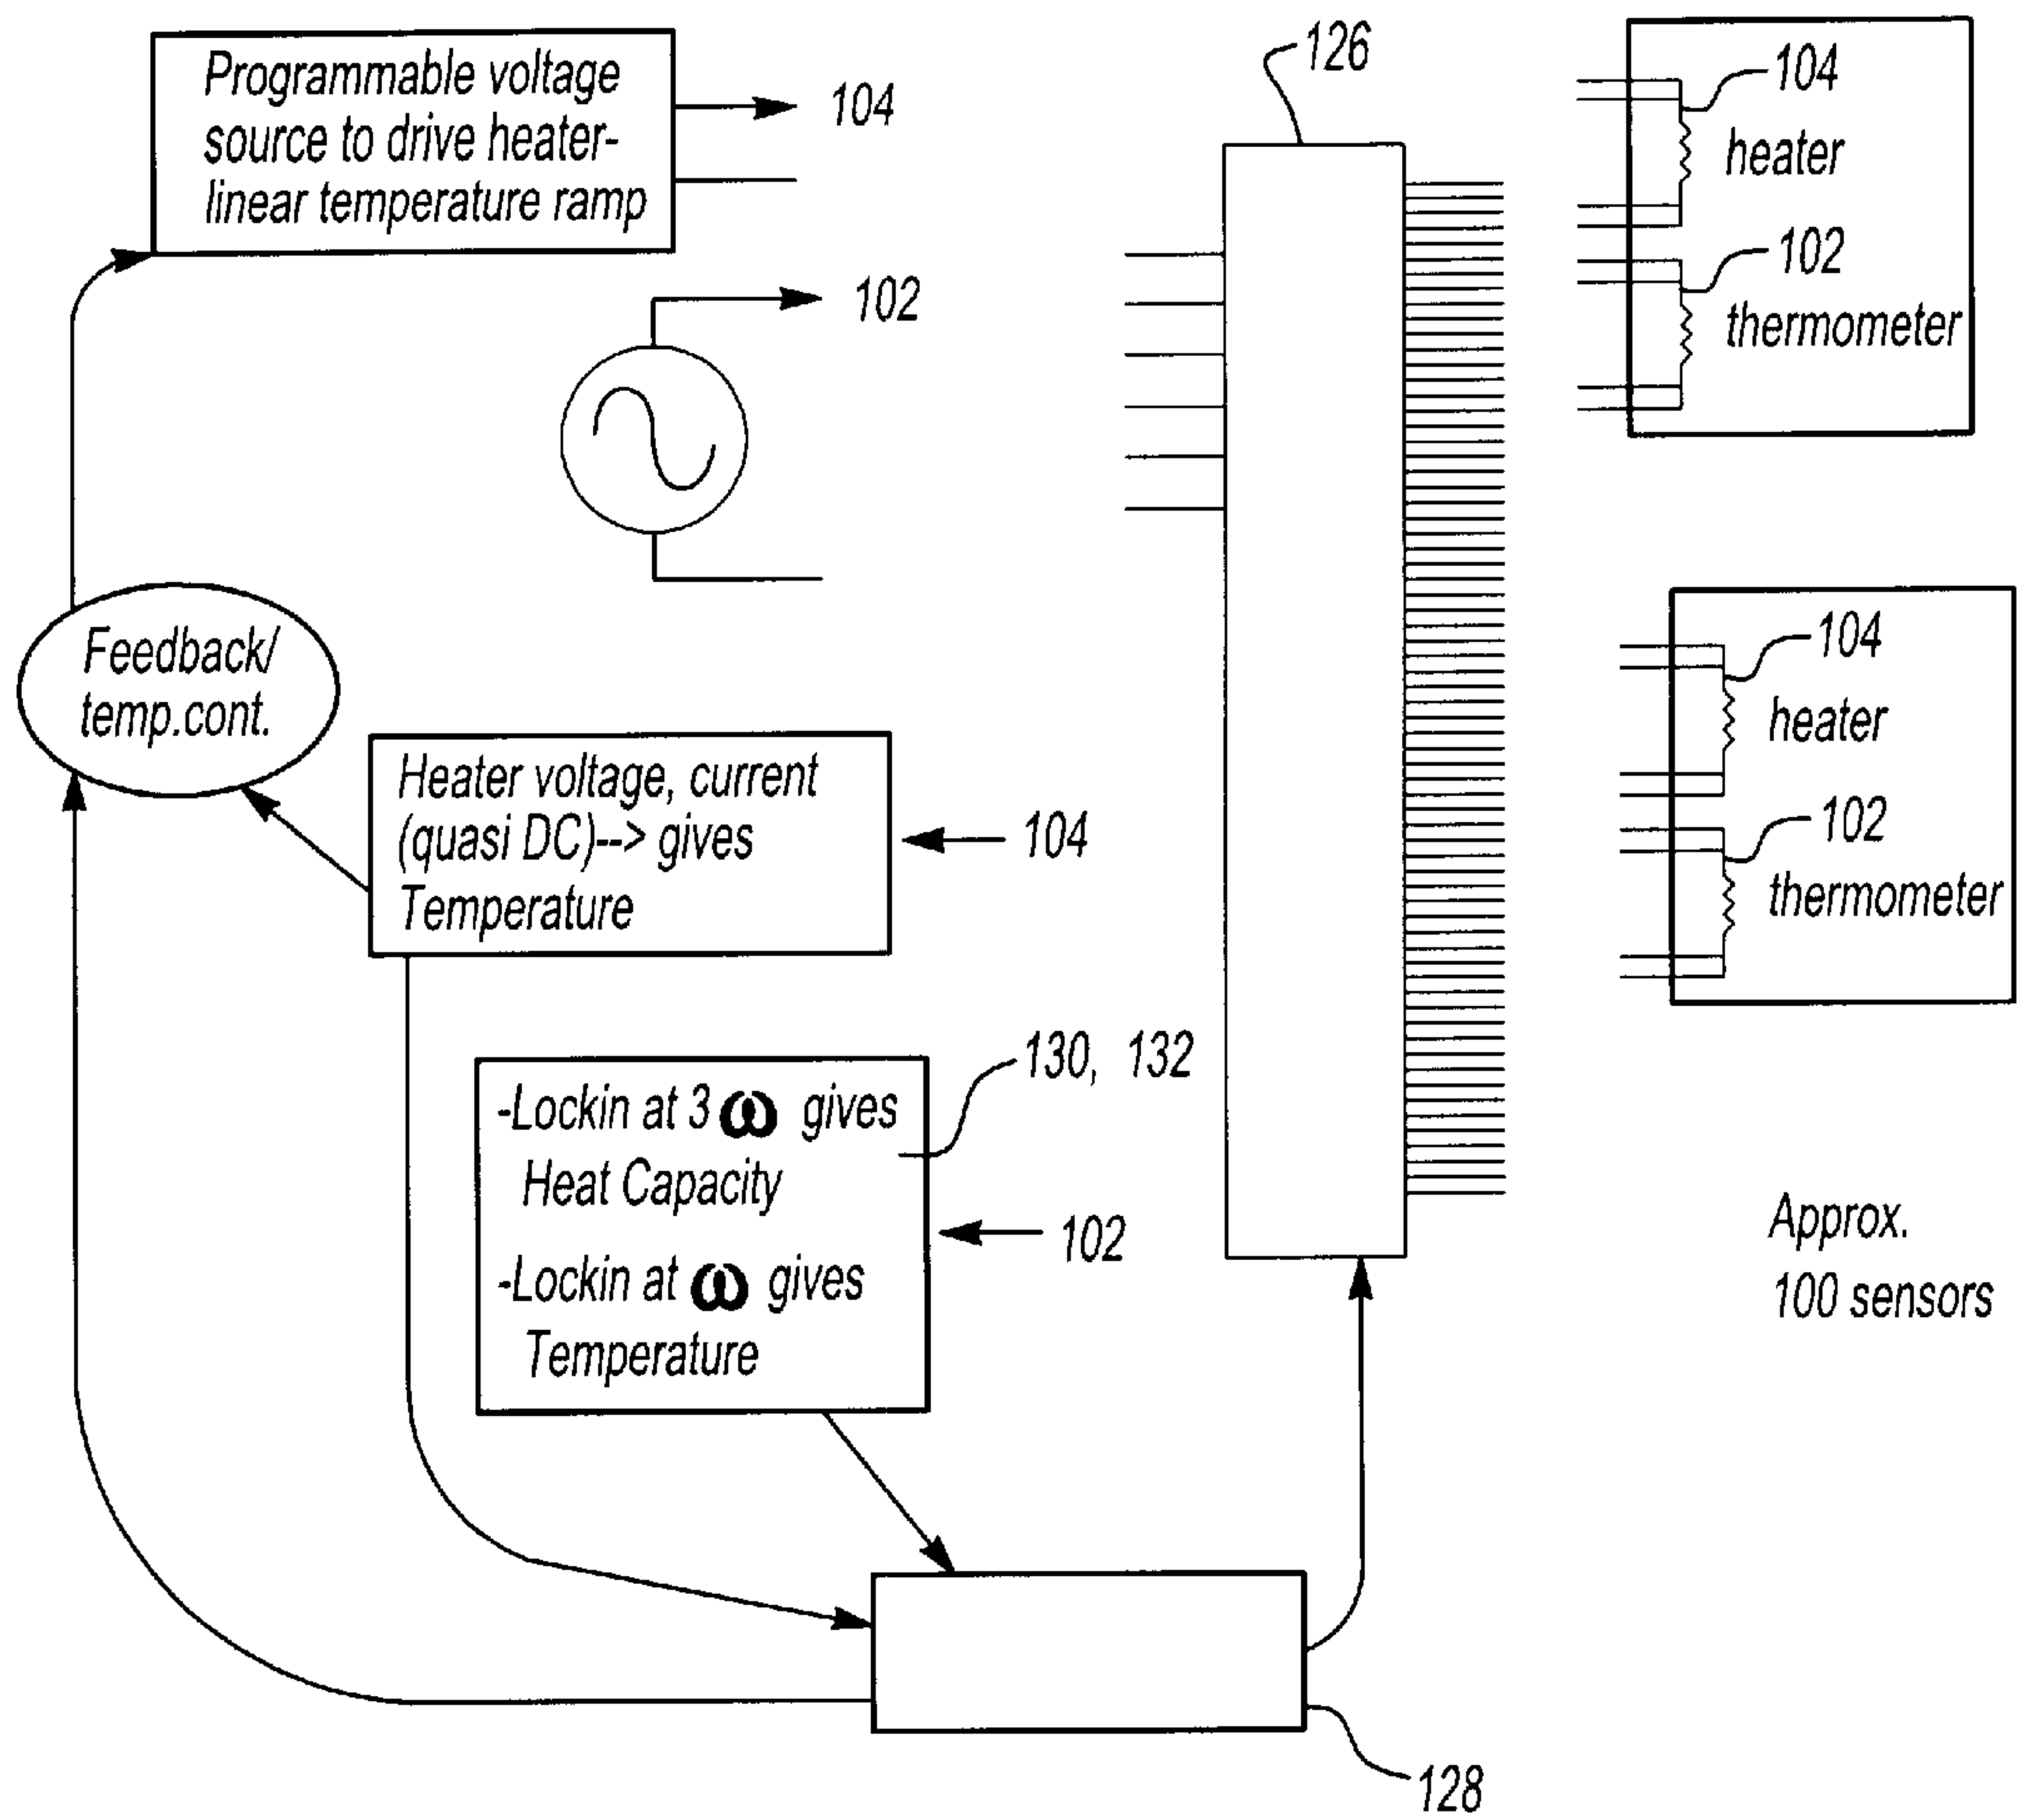 Programmable voltage
source to drive heater-
linear temperature ramp
104
102
126
104
heater
102
thermometer
Feedback/
temp.cont.
Heater voltage, current
(quasi DC)--> gives
Temperature
104
104
heater
102
thermometer
-Lockin at 3 ω gives
Heat Capacity
-Lockin at ω gives
Temperature
130, 132
102
Approx.
100 sensors
128